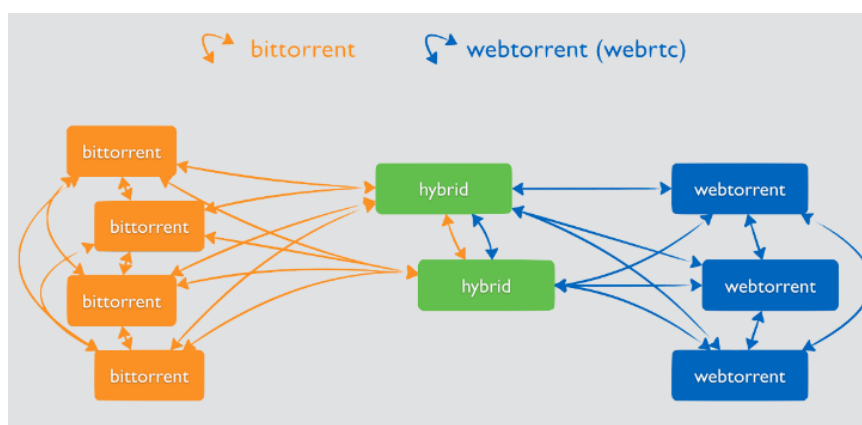 bittorrent
webtorrent (webrtc)
bittorrent
hybrid
webtorrent
bittorrent
hybrid
webtorrent
bittorrent
bittorrent
webtorrent